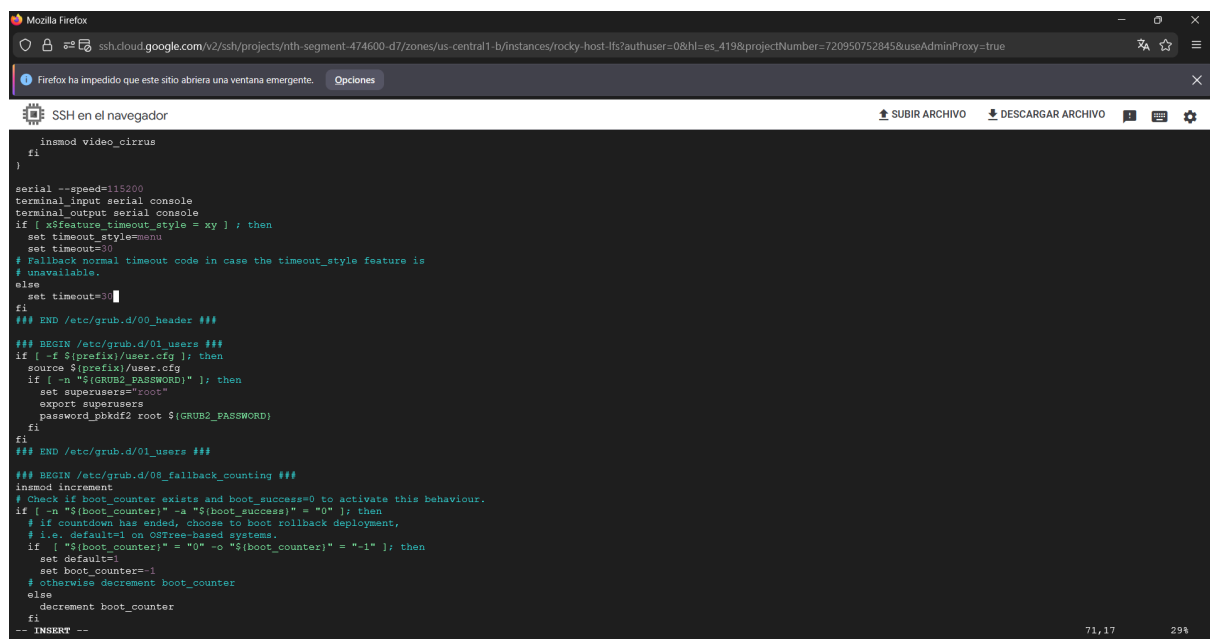 Mozilla Firefox
ssh.cloud.google.com/v2/ssh/projects/nth-segment-474600-d7/zones/us-central1-b/instances/rocky-host-lfs?authuser=0&hl=es_419&projectNumber=720950752845&useAdminProxy=true
Firefox ha impedido que este sitio abriera una ventana emergente. Opciones
SSH en el navegador SUBIR ARCHIVO DESCARGAR ARCHIVO
    insmod video_cirrus
  fi
}

serial --speed=115200
terminal_input serial console
terminal_output serial console
if [ x$feature_timeout_style = xy ] ; then
  set timeout_style=menu
  set timeout=30
# Fallback normal timeout code in case the timeout_style feature is
# unavailable.
else
  set timeout=30
fi
### END /etc/grub.d/00_header ###

### BEGIN /etc/grub.d/01_users ###
if [ -f ${prefix}/user.cfg ]; then
  source ${prefix}/user.cfg
  if [ -n "${GRUB2_PASSWORD}" ]; then
    set superusers="root"
    export superusers
    password_pbkdf2 root ${GRUB2_PASSWORD}
  fi
fi
### END /etc/grub.d/01_users ###

### BEGIN /etc/grub.d/08_fallback_counting ###
insmod increment
# Check if boot_counter exists and boot_success=0 to activate this behaviour.
if [ -n "${boot_counter}" -a "${boot_success}" = "0" ]; then
  # if countdown has ended, choose to boot rollback deployment,
  # i.e. default=1 on OSTree-based systems.
  if  [ "${boot_counter}" = "0" -o "${boot_counter}" = "-1" ]; then
    set default=1
    set boot_counter=-1
  # otherwise decrement boot_counter
  else
    decrement boot_counter
  fi
-- INSERT -- 71,17 29%